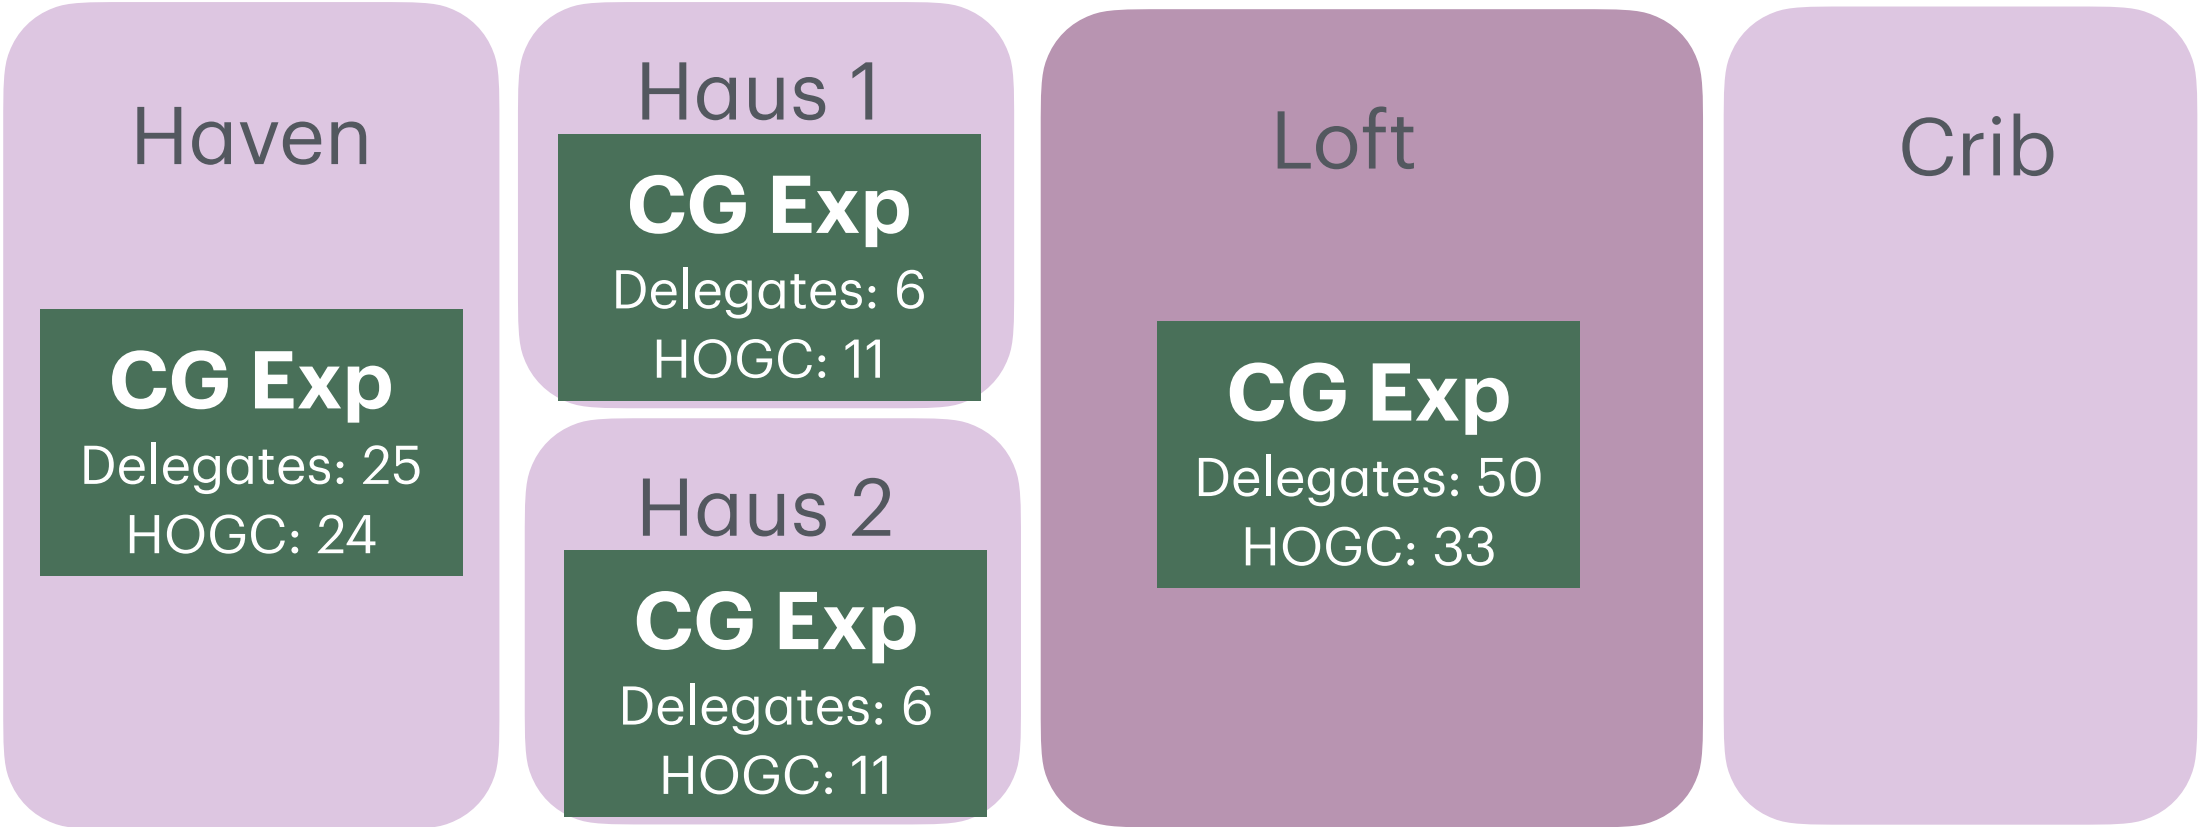 Haven
CG Exp
Delegates: 25
HOGC: 24
Haus 1
CG Exp
Delegates: 6
HOGC: 11
Haus 2
CG Exp
Delegates: 6
HOGC: 11
Loft
CG Exp
Delegates: 50
HOGC: 33
Crib